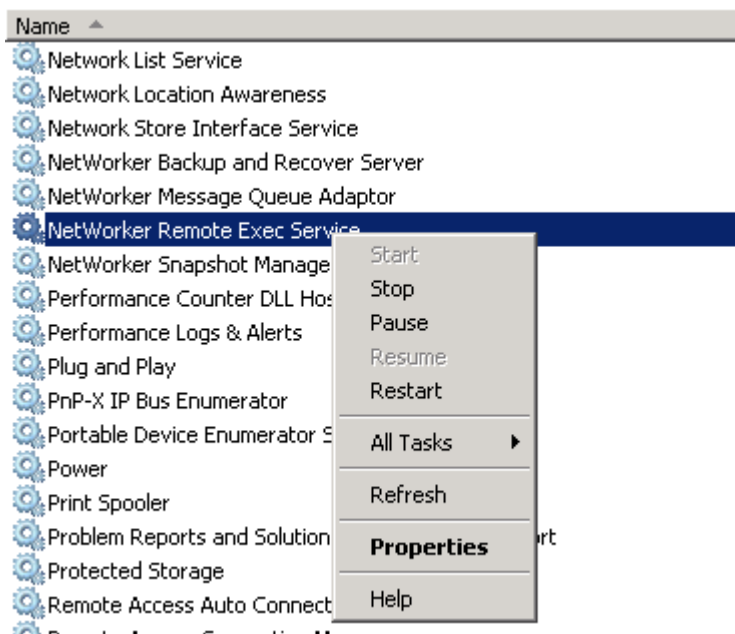 Name
Network List Service
Network Location Awareness
Network Store Interface Service
NetWorker Backup and Recover Server
NetWorker Message Queue Adaptor
NetWorker Remote Exec Service
NetWorker Snapshot Manage
Performance Counter DLL Hos
Performance Logs & Alerts
Plug and Play
PnP-X IP Bus Enumerator
Portable Device Enumerator S
Power
Print Spooler
Problem Reports and Solution rt
Protected Storage
Remote Access Auto Connect
Start
Stop
Pause
Resume
Restart
All Tasks
Refresh
Properties
Help